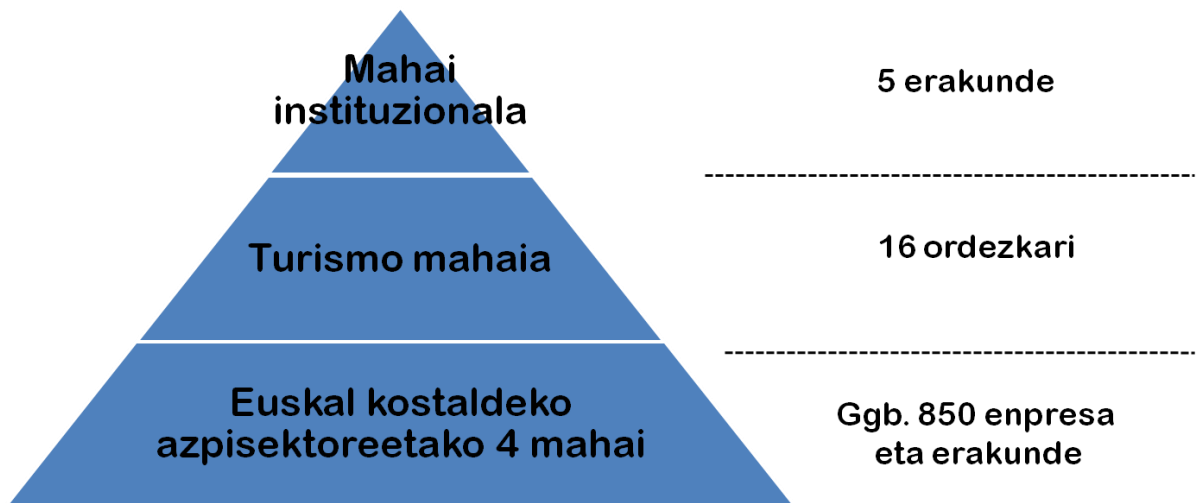 Mahai
instituzionala
5 erakunde
Turismo mahaia
16 ordezkari
Euskal kostaldeko
azpisektoreetako 4 mahai
Ggb. 850 enpresa
eta erakunde